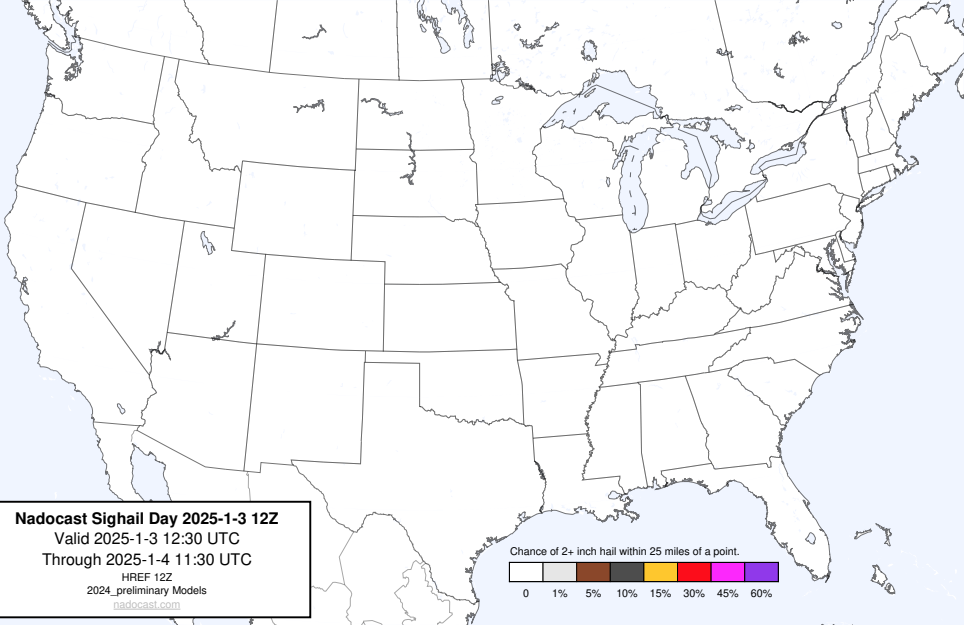 Nadocast Sighail Day 2025-1-3 12Z
Valid 2025-1-3 12:30 UTC
Through 2025-1-4 11:30 UTC
HREF 12Z
2024_preliminary Models
nadocast.com
Chance of 2+ inch hail within 25 miles of a point.
0 1% 5% 10% 15% 30% 45% 60%